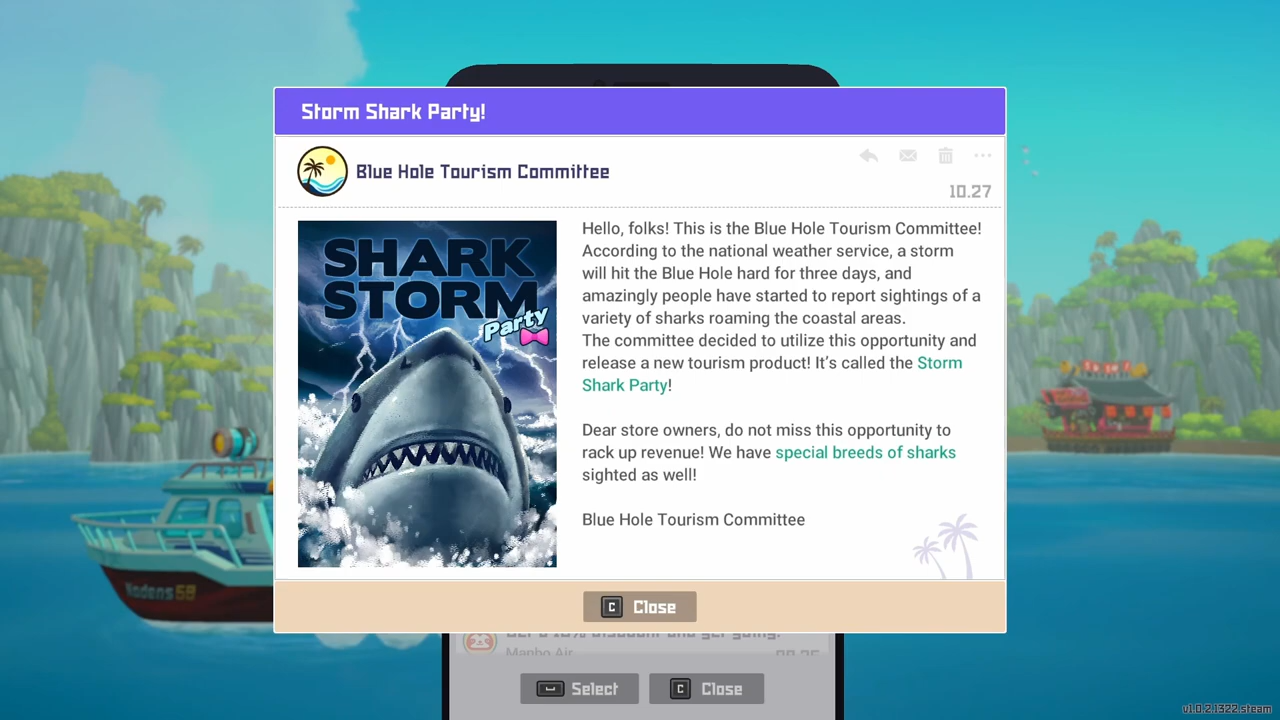 Storm Shark Party!
Blue Hole Tourism Committee
10.27
SHARK
STORM
Party
Hello, folks! This is the Blue Hole Tourism Committee!
According to the national weather service, a storm
will hit the Blue Hole hard for three days, and
amazingly people have started to report sightings of a
variety of sharks roaming the coastal areas.
The committee decided to utilize this opportunity and
release a new tourism product! It's called the Storm
Shark Party!
Dear store owners, do not miss this opportunity to
rack up revenue! We have special breeds of sharks
sighted as well!
Blue Hole Tourism Committee
C Close
Manbo Air
Select
C Close
v1.0.2.1322.steam